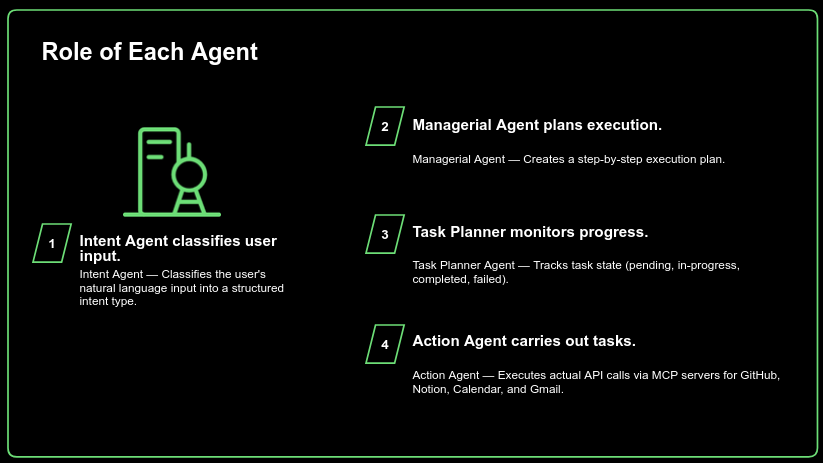 Role of Each Agent
1
Intent Agent classifies user
input.
Intent Agent — Classifies the user's
natural language input into a structured
intent type.
2
Managerial Agent plans execution.
Managerial Agent — Creates a step-by-step execution plan.
3
Task Planner monitors progress.
Task Planner Agent — Tracks task state (pending, in-progress,
completed, failed).
4
Action Agent carries out tasks.
Action Agent — Executes actual API calls via MCP servers for GitHub,
Notion, Calendar, and Gmail.